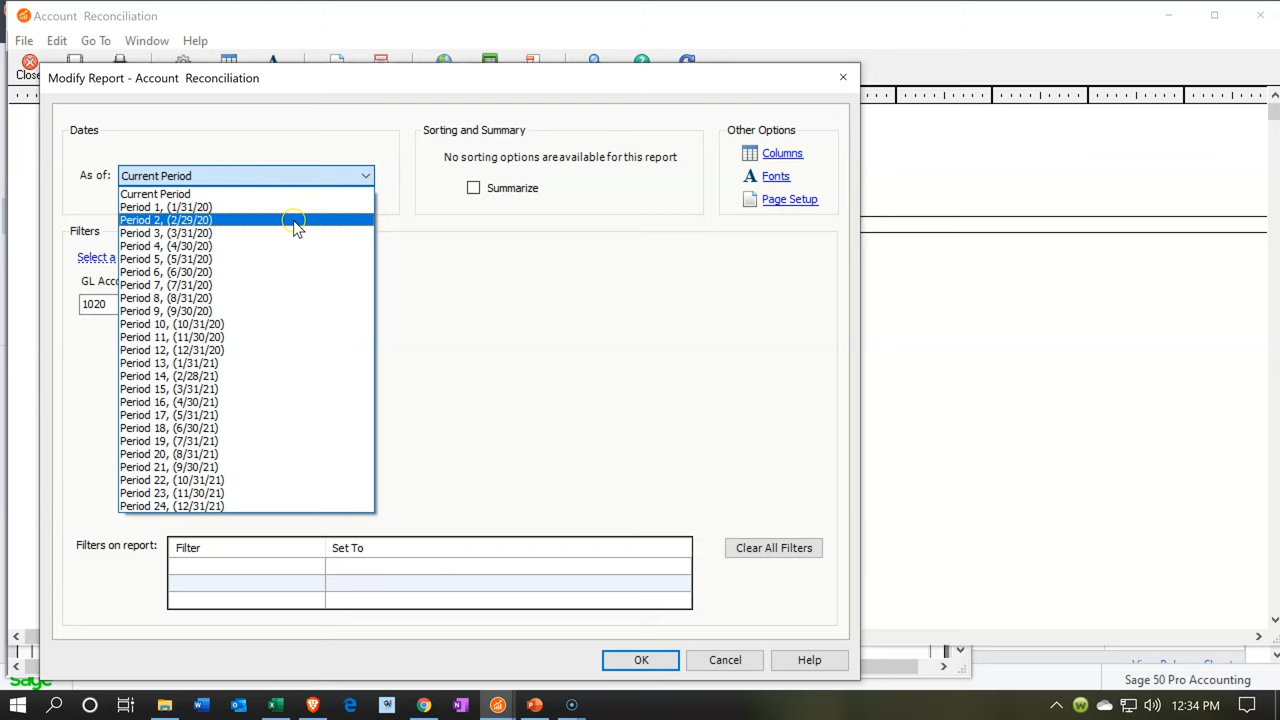 Account Reconciliation
File Edit Go To Window Help
Close
Modify Report - Account Reconciliation
Dates
As of: Current Period
Current Period
Period 1, (1/31/20)
Period 2, (2/29/20)
Period 3, (3/31/20)
Period 4, (4/30/20)
Period 5, (5/31/20)
Period 6, (6/30/20)
Period 7, (7/31/20)
Period 8, (8/31/20)
Period 9, (9/30/20)
Period 10, (10/31/20)
Period 11, (11/30/20)
Period 12, (12/31/20)
Period 13, (1/31/21)
Period 14, (2/28/21)
Period 15, (3/31/21)
Period 16, (4/30/21)
Period 17, (5/31/21)
Period 18, (6/30/21)
Period 19, (7/31/21)
Period 20, (8/31/21)
Period 21, (9/30/21)
Period 22, (10/31/21)
Period 23, (11/30/21)
Period 24, (12/31/21)
Sorting and Summary
No sorting options are available for this report
Summarize
Other Options
Columns
Fonts
Page Setup
Filters
Select a
GL Acco
1020
Filters on report:
Filter Set To
Clear All Filters
OK Cancel Help
sage
Sage 50 Pro Accounting
12:34 PM